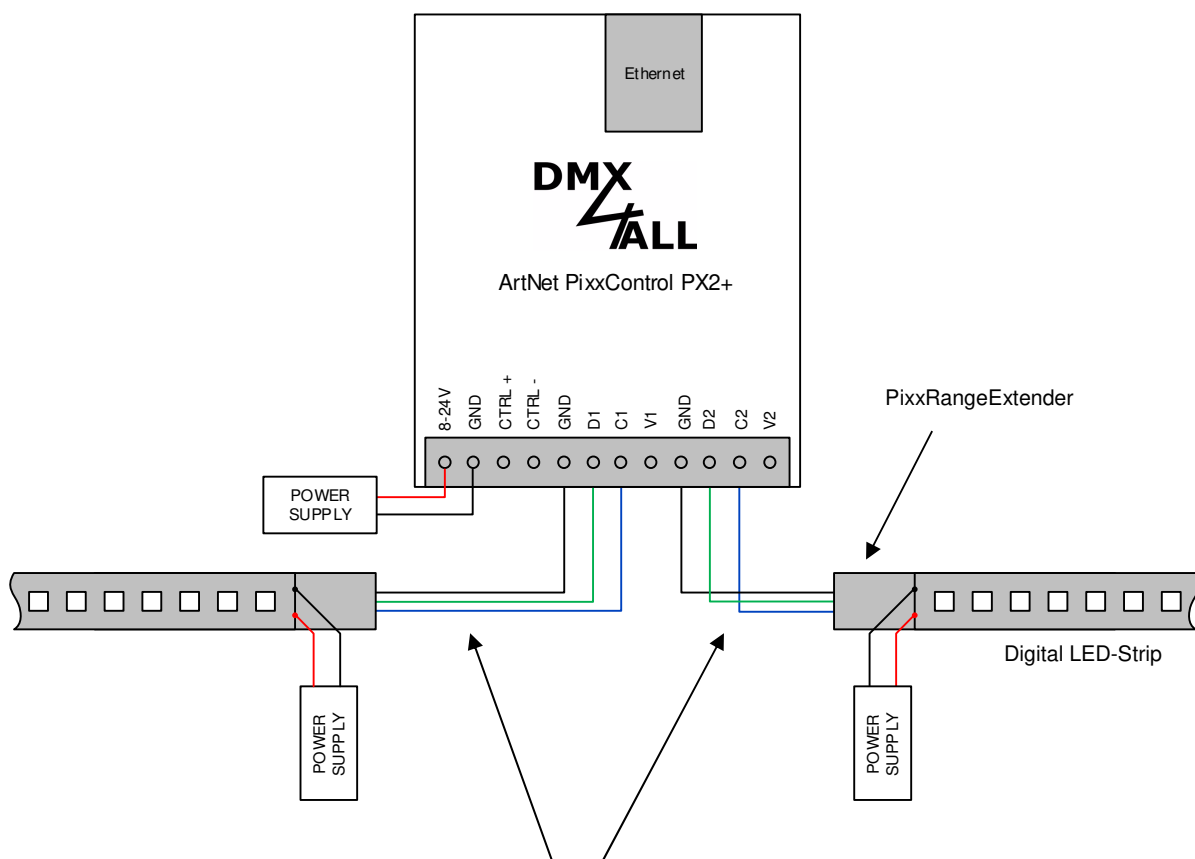 Ethernet
DMX
4
ALL
ArtNet PixxControl PX2+
8-24V
GND
CTRL +
CTRL -
GND
D1
C1
V1
GND
D2
C2
V2
PixxRangeExtender
POWER
SUPPLY
Digital LED-Strip
POWER
SUPPLY
POWER
SUPPLY